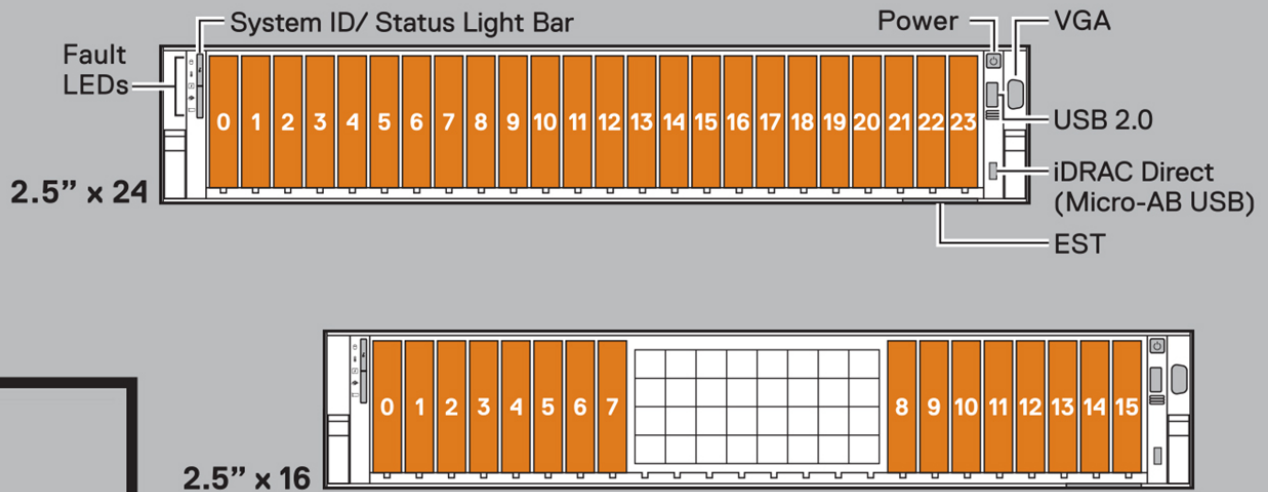 System ID/ Status Light Bar
Power
VGA
Fault
LEDs
0 1 2 3 4 5 6 7 8 9 10 11 12 13 14 15 16 17 18 19 20 21 22 23
USB 2.0
2.5” x 24
iDRAC Direct
(Micro-AB USB)
EST
0 1 2 3 4 5 6 7 8 9 10 11 12 13 14 15
2.5” x 16